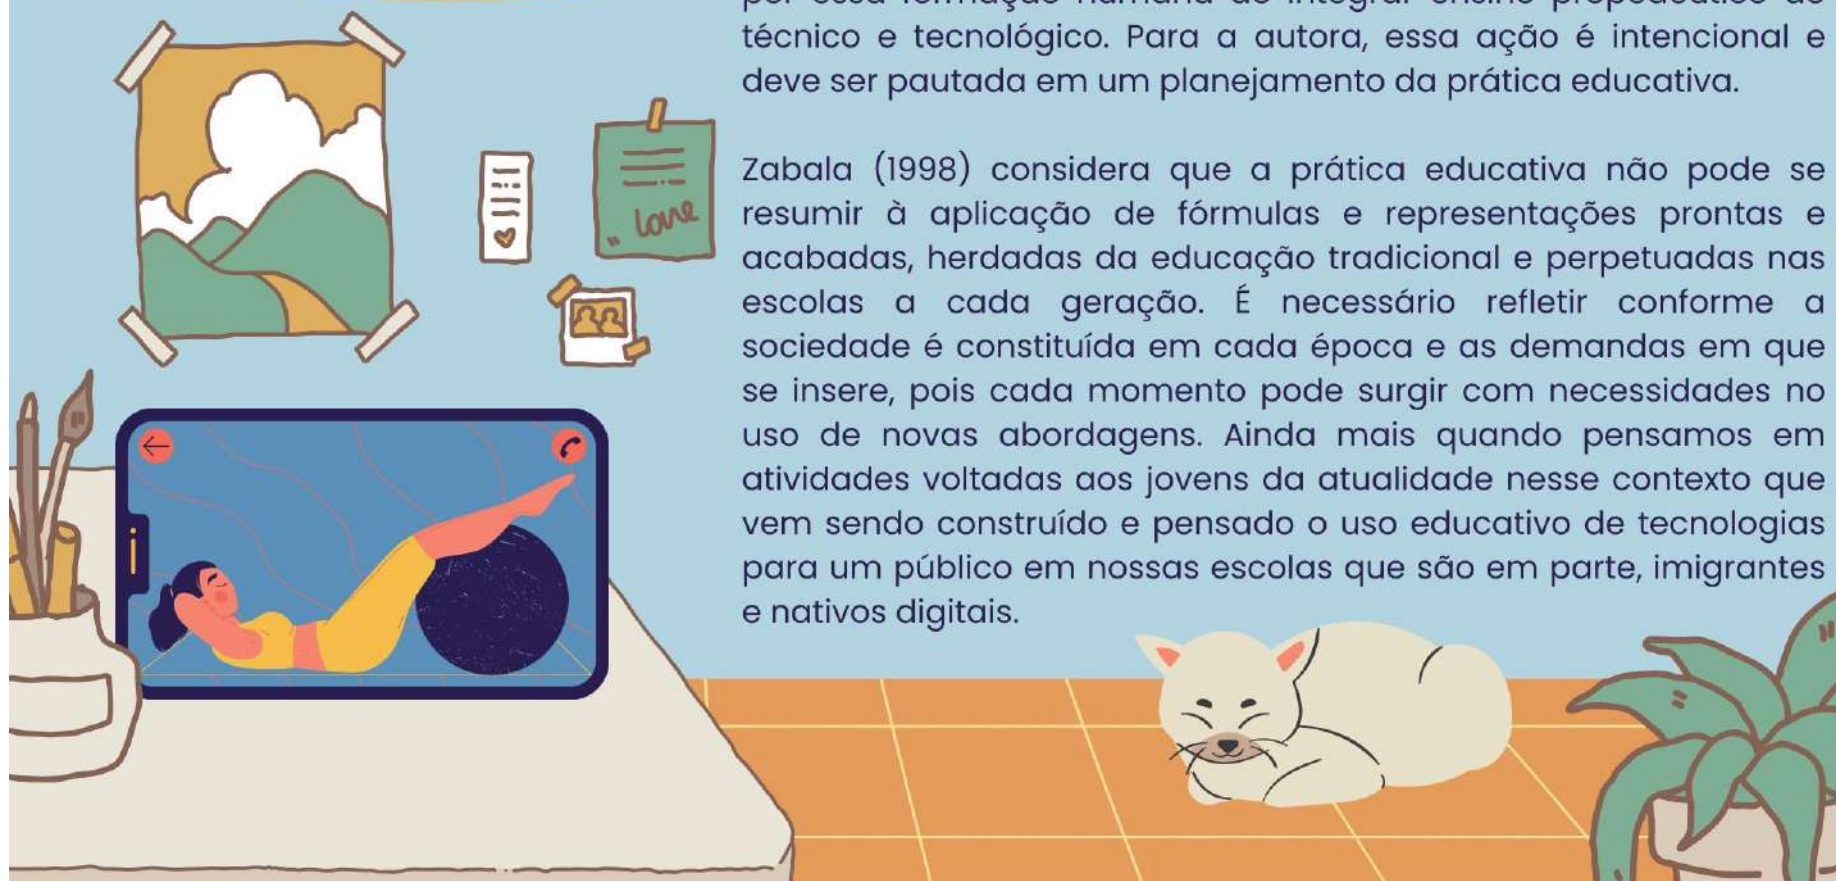 técnico e tecnológico. Para a autora, essa ação é intencional e
deve ser pautada em um planejamento da prática educativa.
Zabala (1998) considera que a prática educativa não pode se
resumir à aplicação de fórmulas e representações prontas e
acabadas, herdadas da educação tradicional e perpetuadas nas
escolas a cada geração. É necessário refletir conforme a
sociedade é constituída em cada época e as demandas em que
se insere, pois cada momento pode surgir com necessidades no
uso de novas abordagens. Ainda mais quando pensamos em
atividades voltadas aos jovens da atualidade nesse contexto que
vem sendo construído e pensado o uso educativo de tecnologias
para um público em nossas escolas que são em parte, imigrantes
e nativos digitais.
love